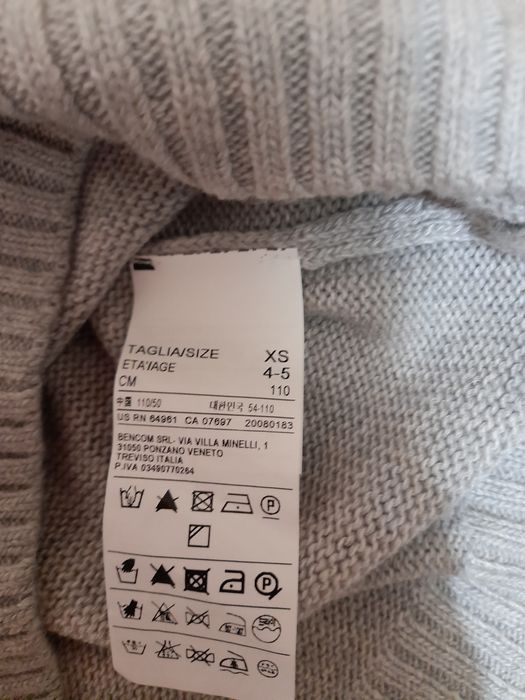 TAGLIA/SIZE XS
ETA'/AGE 4-5
CM 110
中国 110/50 대한민국 54-110
US RN 64961 CA 07697 20080183
BENCOM SRL- VIA VILLA MINELLI, 1
31050 PONZANO VENETO
TREVISO ITALIA
P.IVA 03490770264
P
P